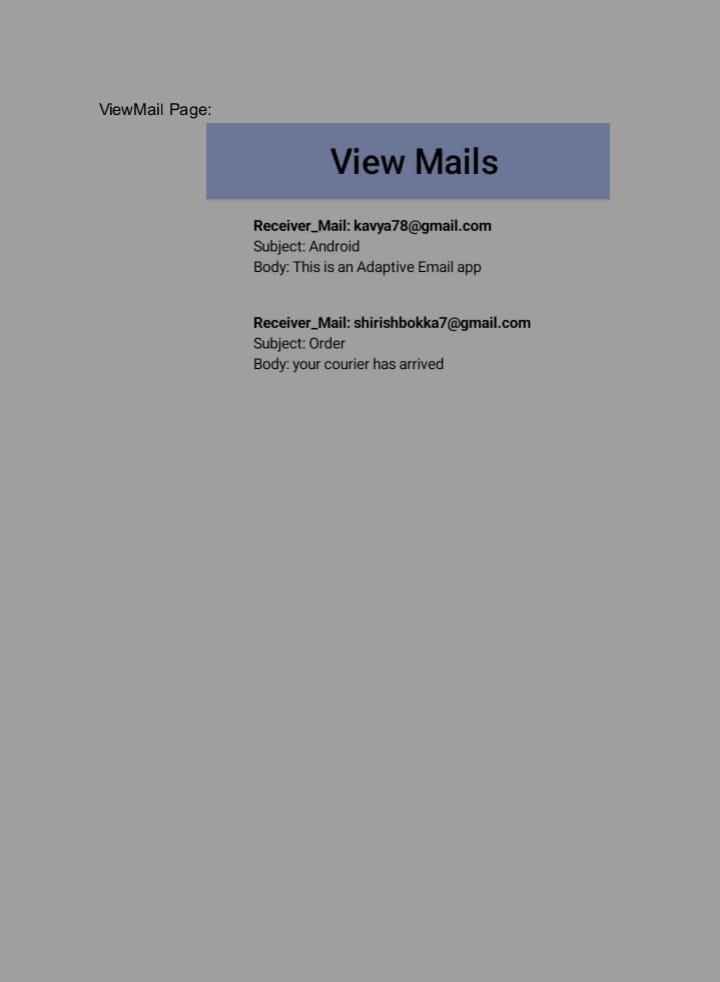 ViewMail Page:
View Mails
Receiver_Mail: kavya78@gmail.com
Subject: Android
Body: This is an Adaptive Email app
Receiver_Mail: shirishbokka7@gmail.com
Subject: Order
Body: your courier has arrived